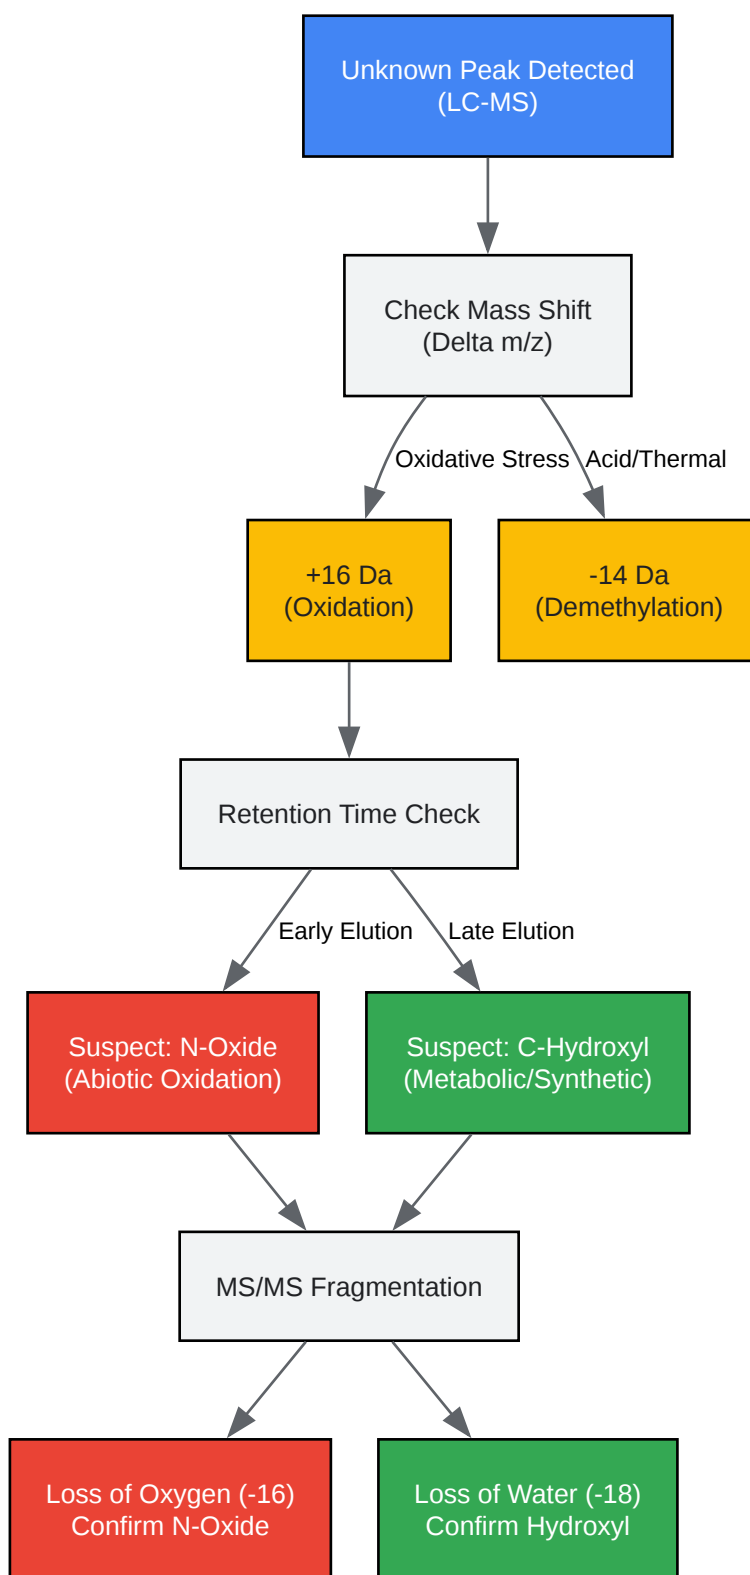 Unknown Peak Detected
(LC-MS)
Check Mass Shift
(Delta m/z)
Oxidative Stress
Acid/Thermal
+16 Da
(Oxidation)
-14 Da
(Demethylation)
Retention Time Check
Early Elution
Late Elution
Suspect: N-Oxide
(Abiotic Oxidation)
Suspect: C-Hydroxyl
(Metabolic/Synthetic)
MS/MS Fragmentation
Loss of Oxygen (-16)
Confirm N-Oxide
Loss of Water (-18)
Confirm Hydroxyl